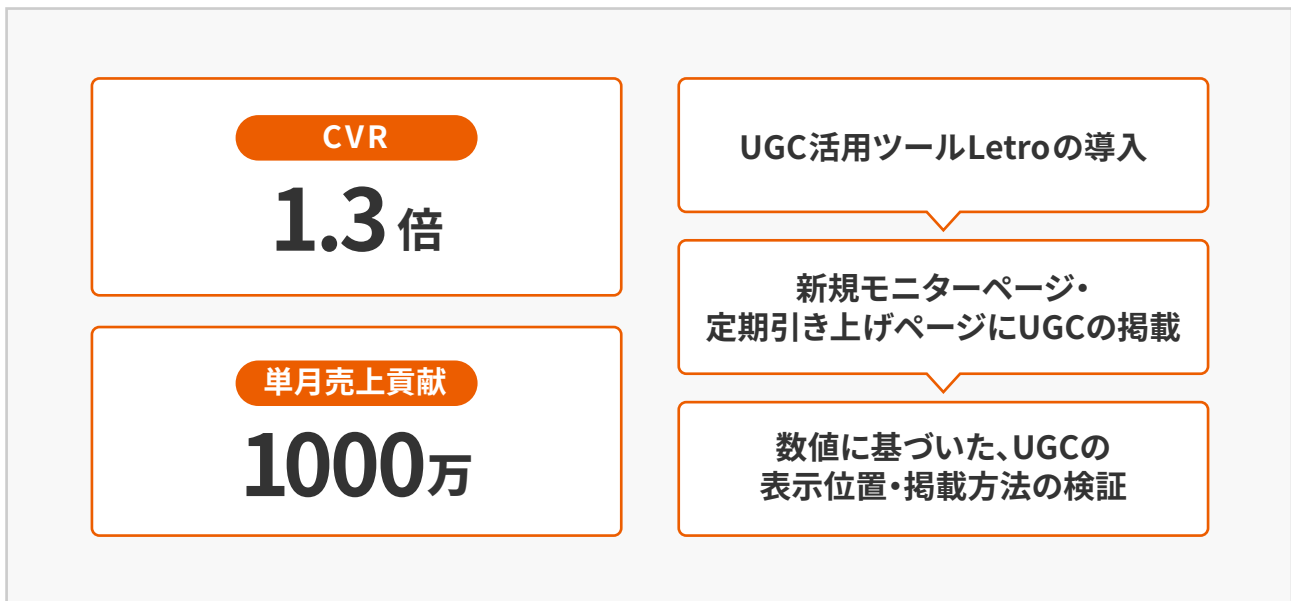 CVR
1.3倍
単月売上貢献
1000万
UGC活用ツールLetroの導入
新規モニターページ・
定期引き上げページにUGCの掲載
数値に基づいた、UGCの
表示位置・掲載方法の検証